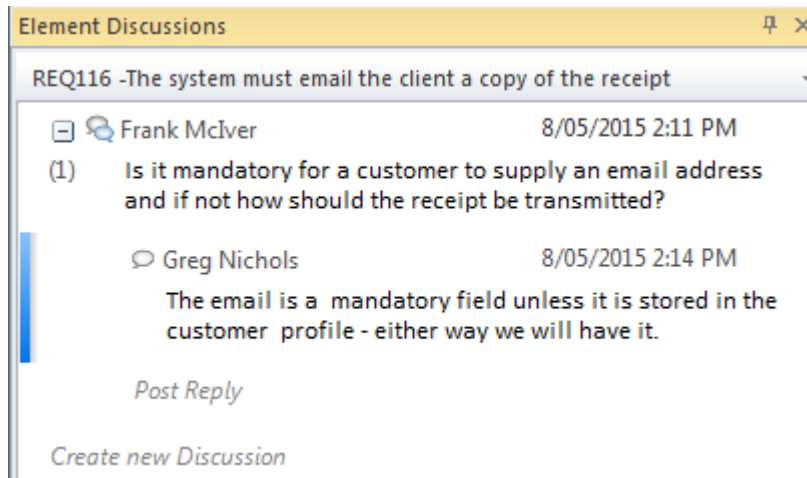 Element Discussions
REQ116 -The system must email the client a copy of the receipt
Frank McIver 8/05/2015 2:11 PM
(1) Is it mandatory for a customer to supply an email address
and if not how should the receipt be transmitted?
Greg Nichols 8/05/2015 2:14 PM
The email is a  mandatory field unless it is stored in the
customer  profile - either way we will have it.
Post Reply
Create new Discussion